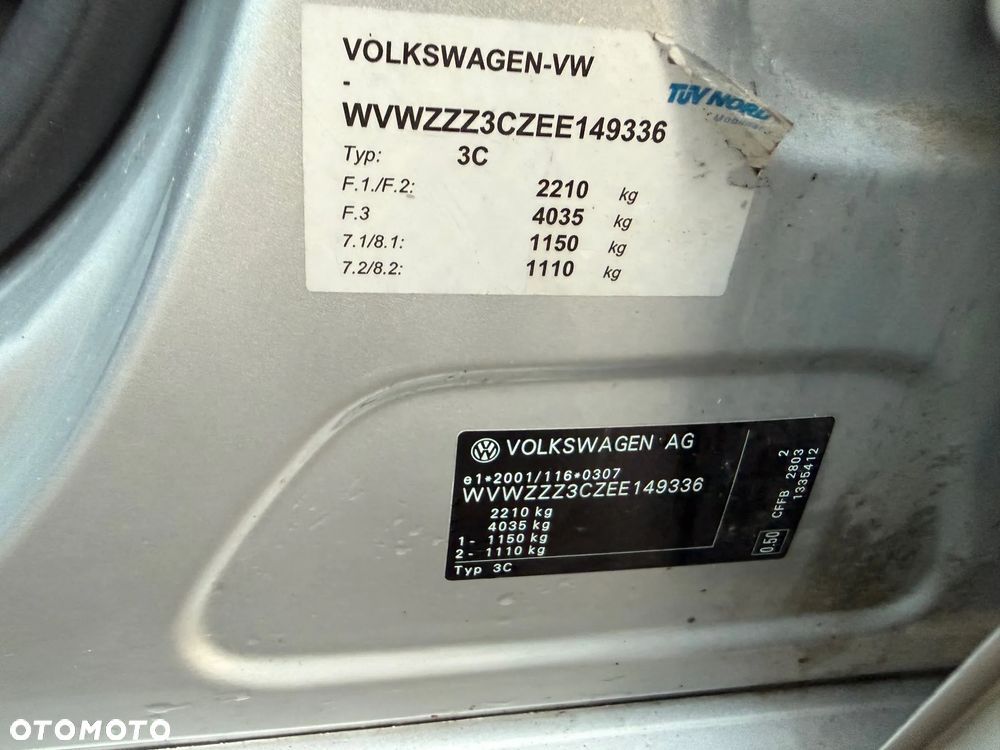 VOLKSWAGEN-VW
-
WVWZZZ3CZEE149336
Typ: 3C
F.1./F.2: 2210 kg
F.3 4035 kg
7.1/8.1: 1150 kg
7.2/8.2: 1110 kg
TÜV NORD
VOLKSWAGEN AG
e1*2001/116*0307
WVWZZZ3CZEE149336
2210 kg
4035 kg
1- 1150 kg
2- 1110 kg
Typ 3C
2
CFFB 2803
1335412
0.50
OTOMOTO